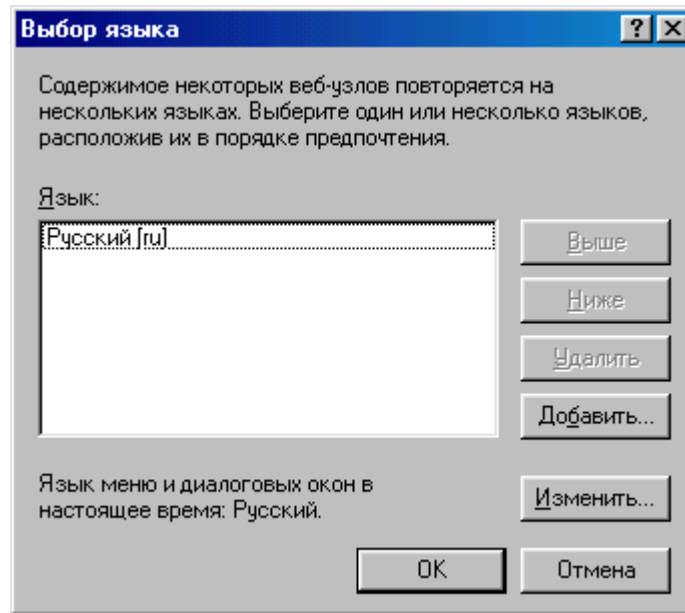 Выбор языка
Содержимое некоторых веб-узлов повторяется на
нескольких языках. Выберите один или несколько языков,
расположив их в порядке предпочтения.
Язык:
Русский [ru]
Выше
Ниже
Удалить
Добавить...
Язык меню и диалоговых окон в
настоящее время: Русский.
Изменить...
OK
Отмена